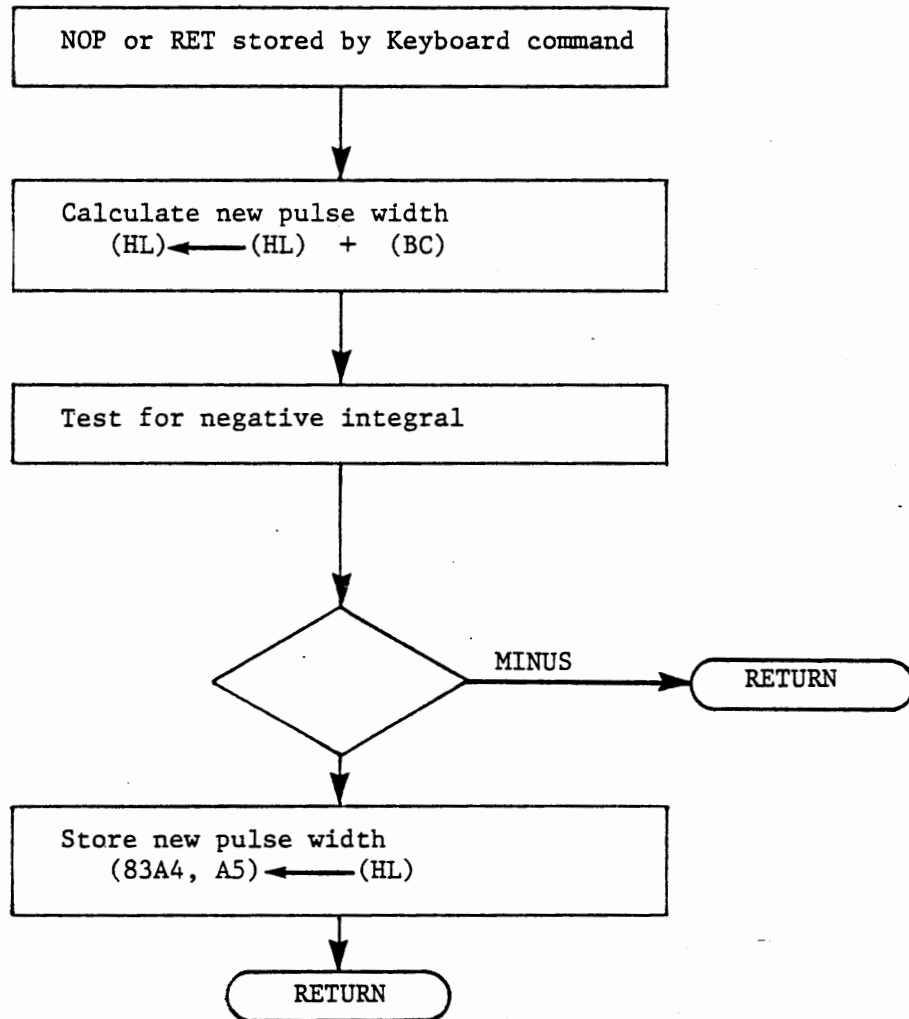 NOP or RET stored by Keyboard command
Calculate new pulse width
(HL) ← (HL) + (BC)
Test for negative integral
MINUS
RETURN
Store new pulse width
(83A4, A5) ← (HL)
RETURN